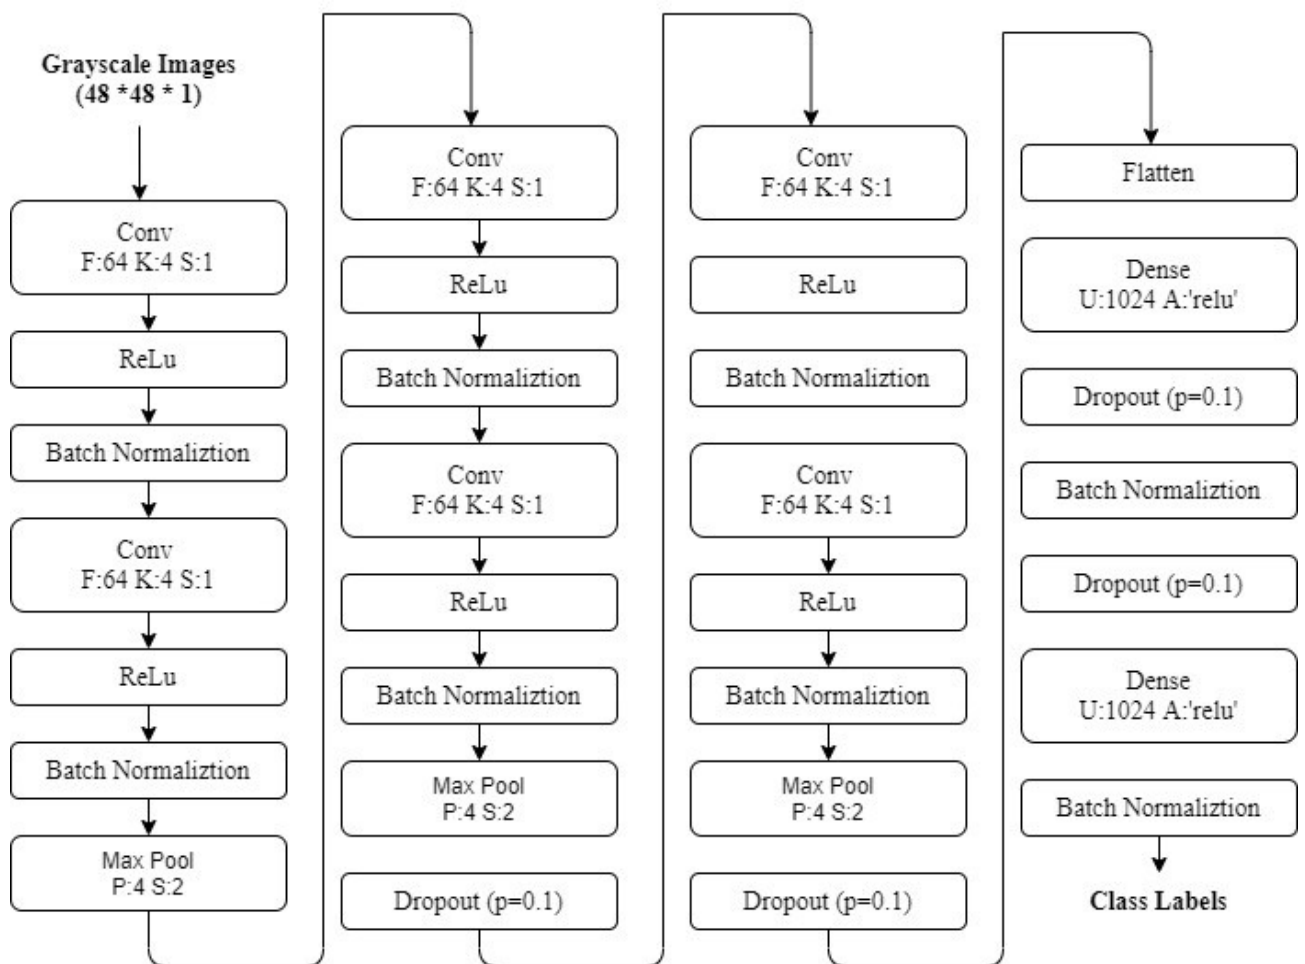 Grayscale Images
(48 *48 * 1)
Conv
F:64 K:4 S:1
ReLu
Batch Normaliztion
Conv
F:64 K:4 S:1
ReLu
Batch Normaliztion
Max Pool
P:4 S:2
Conv
F:64 K:4 S:1
ReLu
Batch Normaliztion
Conv
F:64 K:4 S:1
ReLu
Batch Normaliztion
Max Pool
P:4 S:2
Dropout (p=0.1)
Conv
F:64 K:4 S:1
ReLu
Batch Normaliztion
Conv
F:64 K:4 S:1
ReLu
Batch Normaliztion
Max Pool
P:4 S:2
Dropout (p=0.1)
Flatten
Dense
U:1024 A:'relu'
Dropout (p=0.1)
Batch Normaliztion
Dropout (p=0.1)
Dense
U:1024 A:'relu'
Batch Normaliztion
Class Labels